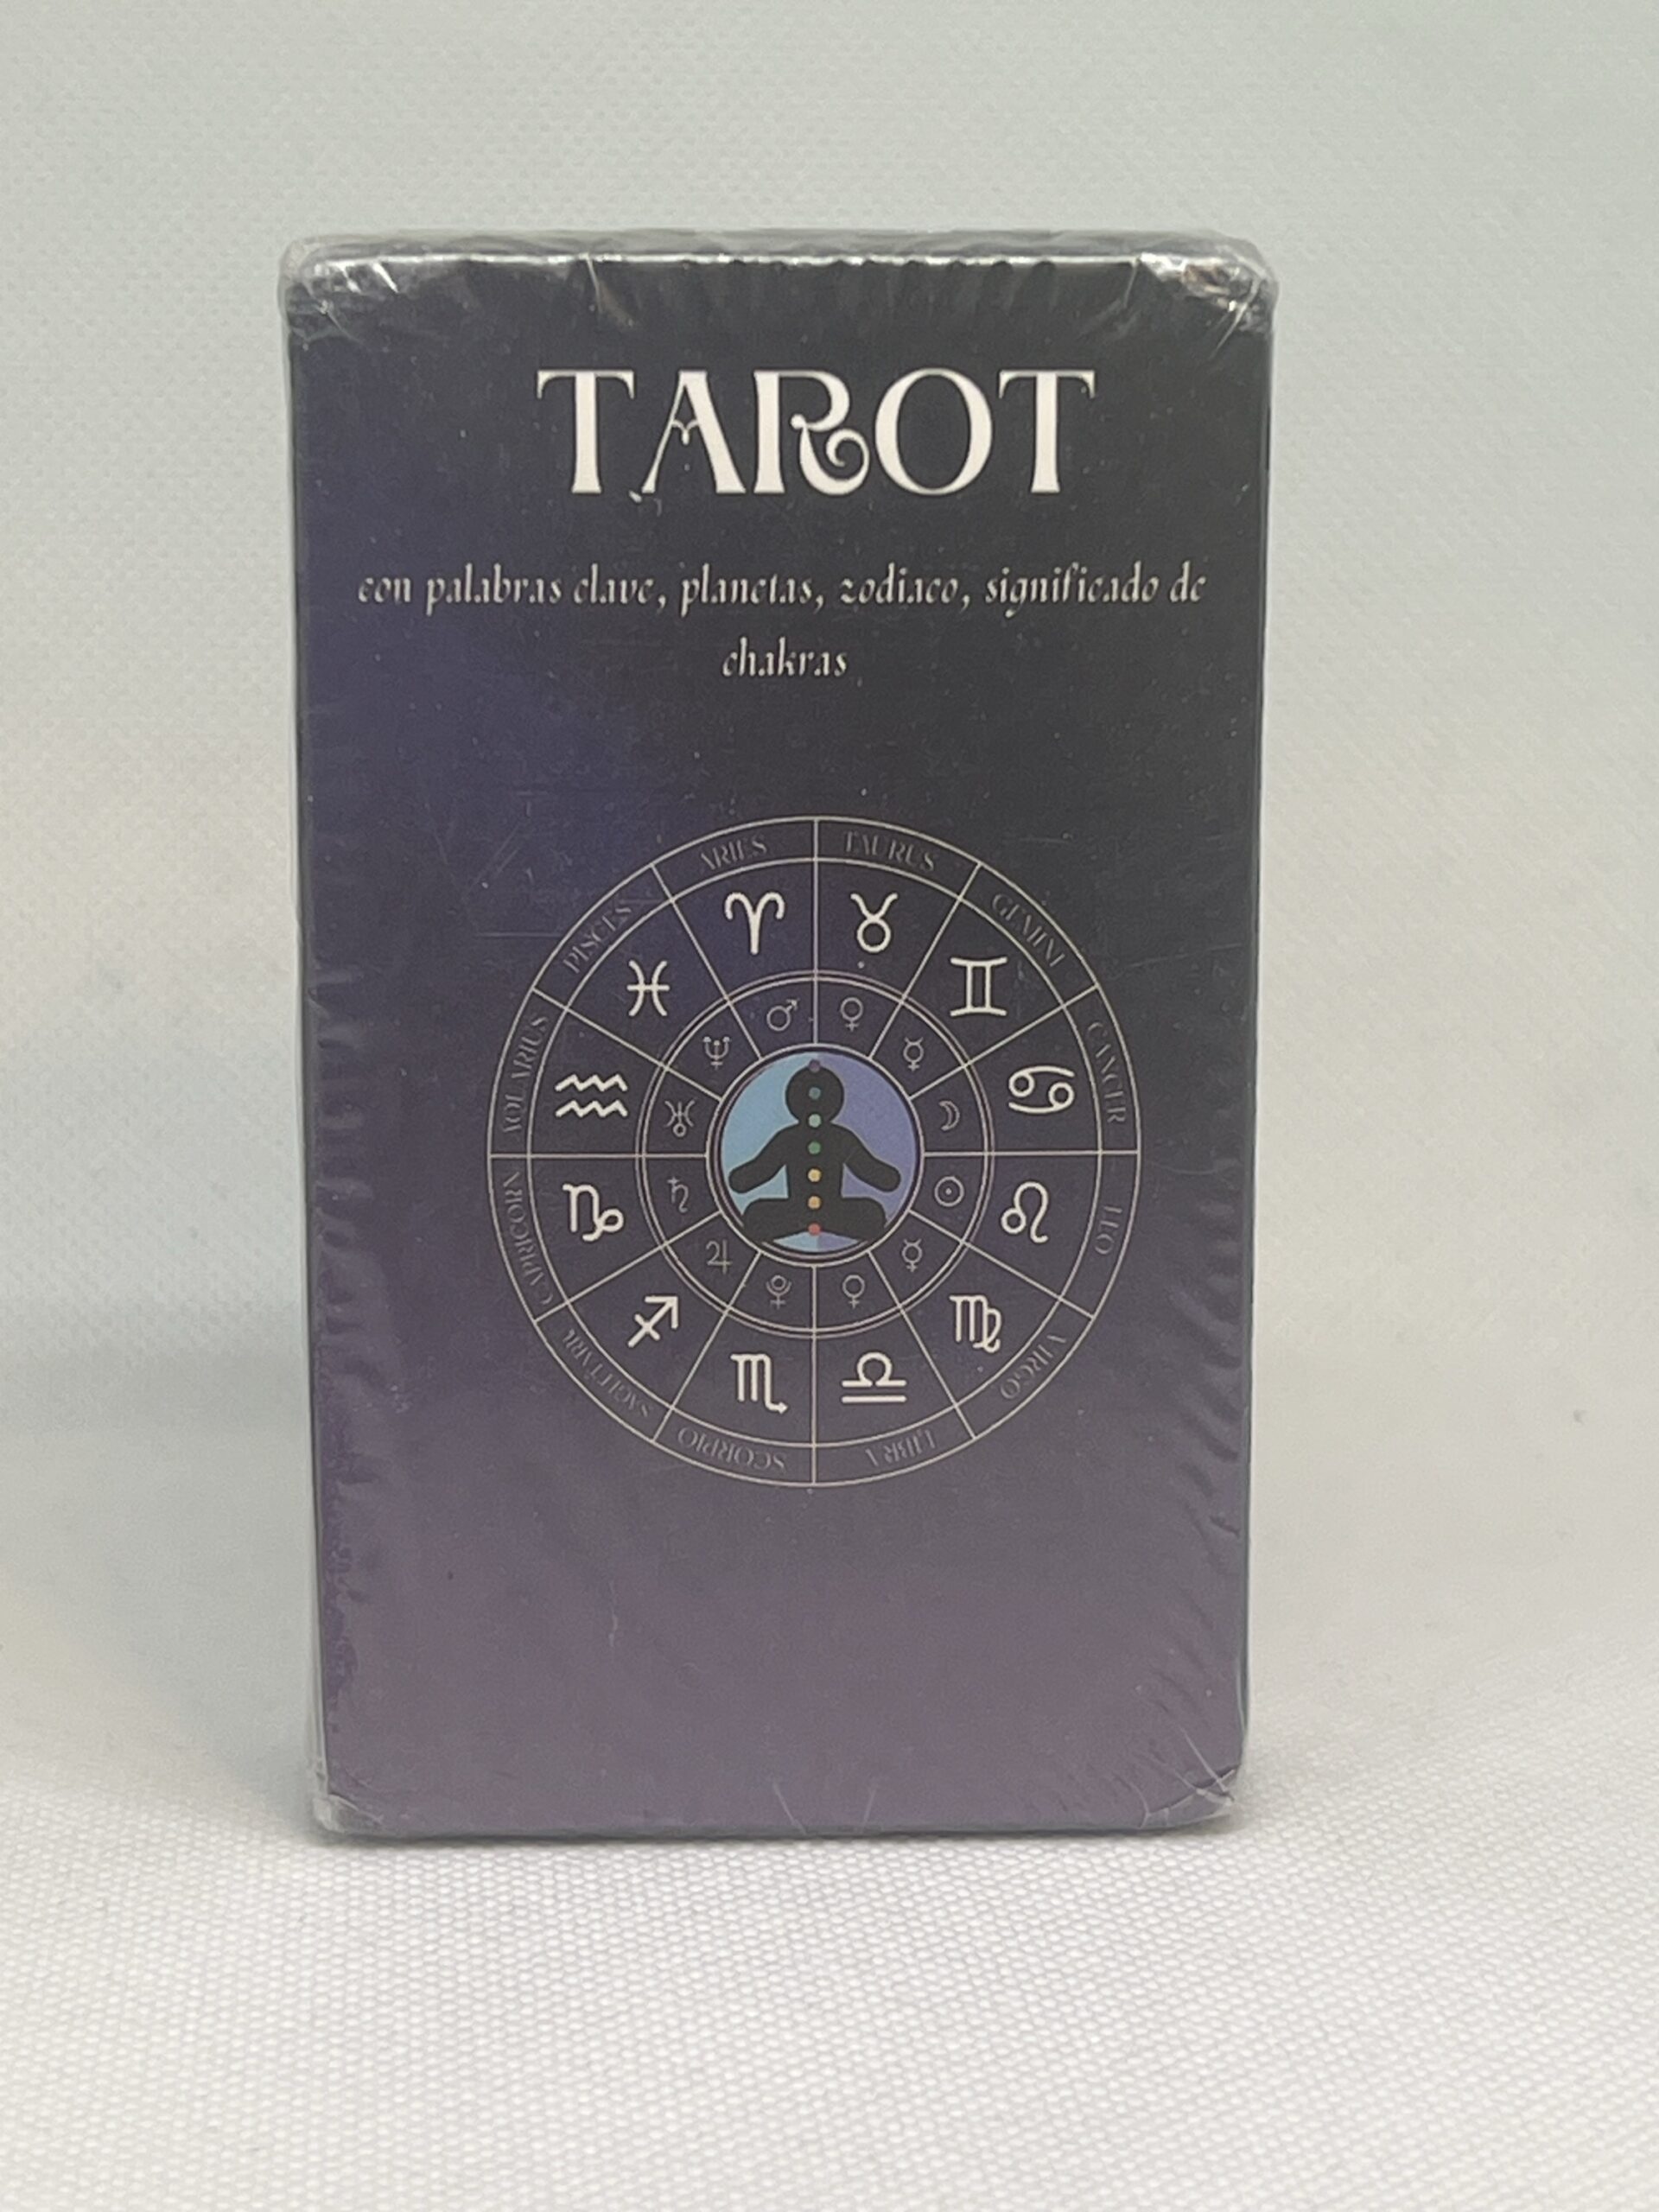 TAROT
con palabras clave, planetas, zodiaco, significado de
chakras
ARIES
TAURUS
GEMINI
CANCER
LEO
VIRGO
LIBRA
SCORPIO
CAPRICORN
AQUARIUS
PISCES